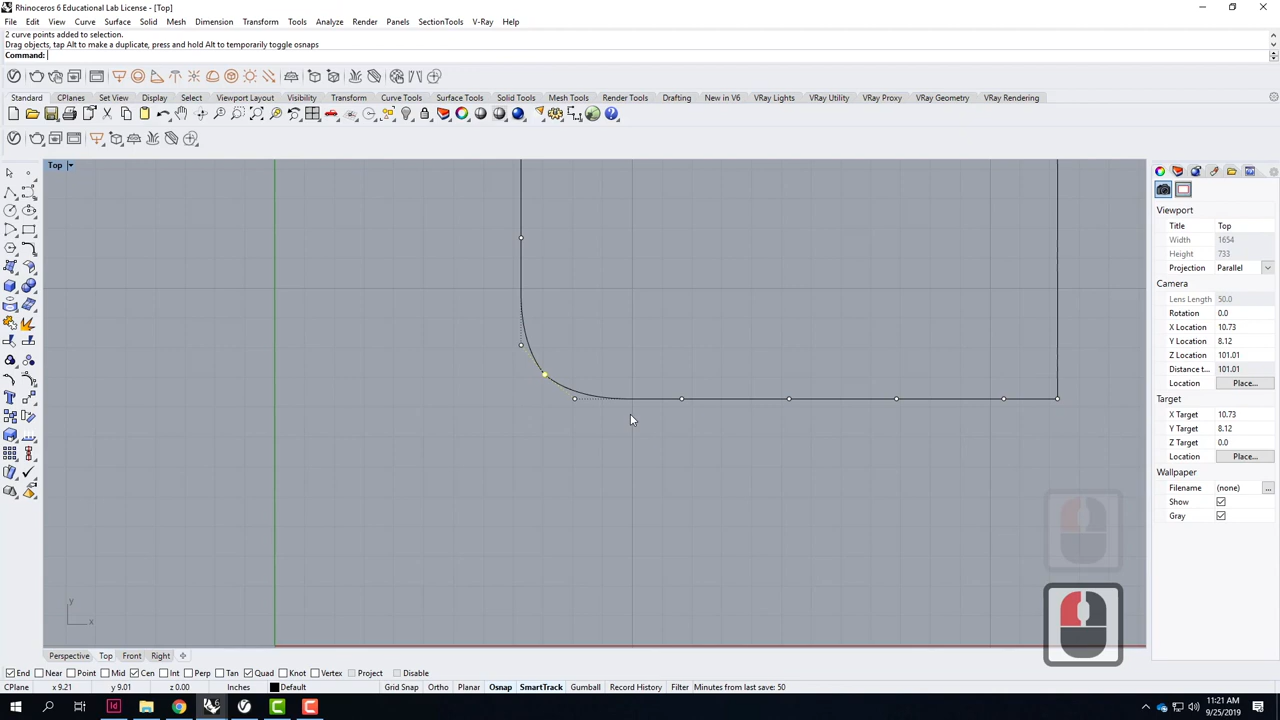 Rhinoceros 6 Educational Lab License - [Top]
File Edit View Curve Surface Solid Mesh Dimension Transform Tools Analyze Render Panels SectionTools V-Ray Help
2 curve points added to selection.
Drag objects, tap Alt to make a duplicate, press and hold Alt to temporarily toggle osnaps
Command:
Standard CPlanes Set View Display Select Viewport Layout Visibility Transform Curve Tools Surface Tools Solid Tools Mesh Tools Render Tools Drafting New in V6 VRay Lights VRay Utility VRay Proxy VRay Geometry VRay Rendering
Top
Viewport
Title Top
Width 1654
Height 733
Projection Parallel
Camera
Lens Length 50.0
Rotation 0.0
X Location 10.73
Y Location 8.12
Z Location 101.01
Distance t... 101.01
Location Place...
Target
X Target 10.73
Y Target 8.12
Z Target 0.0
Location Place...
Wallpaper
Filename (none) ...
Show
Gray
y
x
Perspective Top Front Right
End Near Point Mid Cen Int Perp Tan Quad Knot Vertex Project Disable
CPlane x 9.21 y 9.01 z 0.00 Inches Default Grid Snap Ortho Planar Osnap SmartTrack Gumball Record History Filter Minutes from last save: 50
11:21 AM
9/25/2019